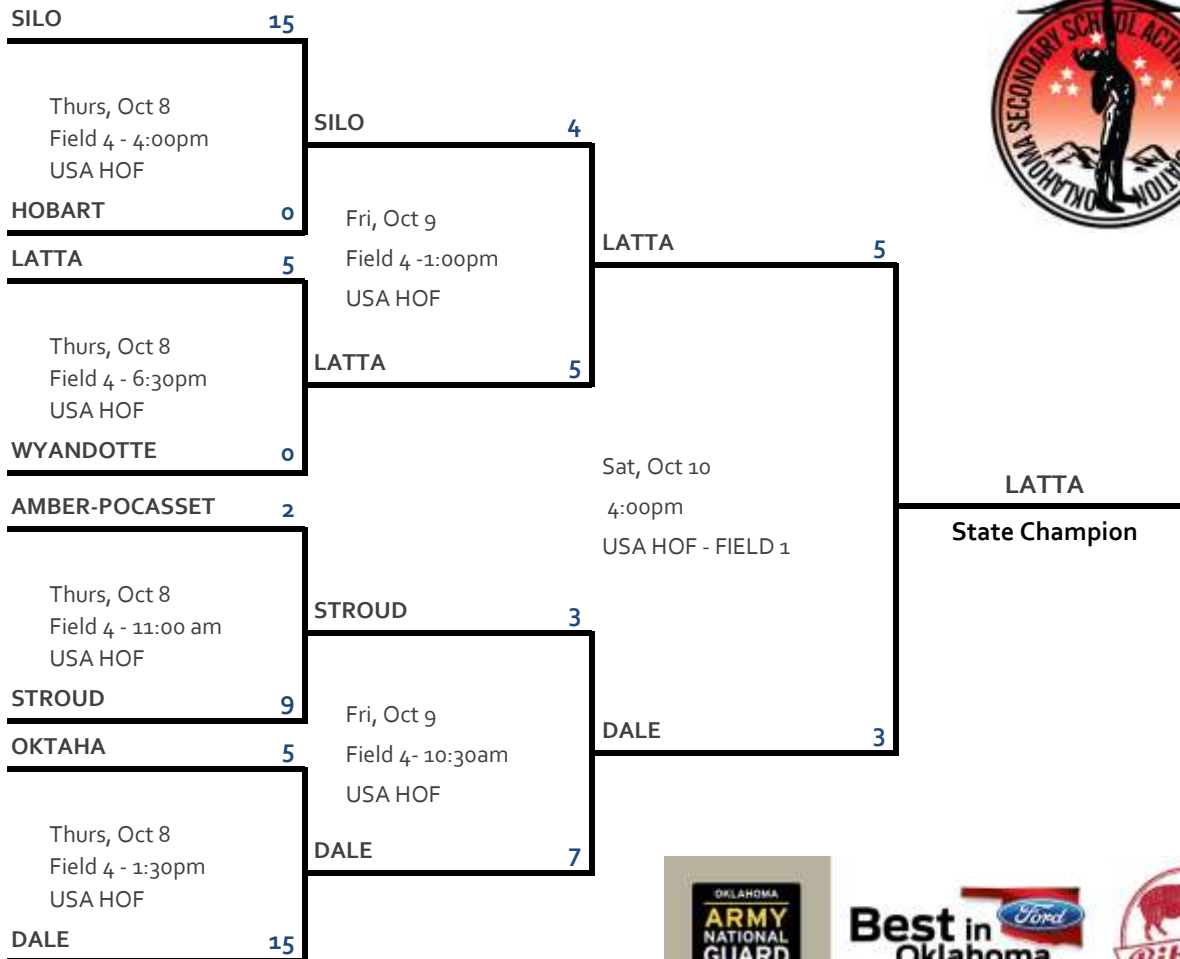 SILO 15
Thurs, Oct 8
Field 4 - 4:00pm
USA HOF
HOBART 0
LATTA 5
Thurs, Oct 8
Field 4 - 6:30pm
USA HOF
WYANDOTTE 0
AMBER-POCASSET 2
Thurs, Oct 8
Field 4 - 11:00 am
USA HOF
STROUD 9
OKTAHA 5
Thurs, Oct 8
Field 4 - 1:30pm
USA HOF
DALE 15
SILO 4
Fri, Oct 9
Field 4 -1:00pm
USA HOF
LATTA 5
STROUD 3
Fri, Oct 9
Field 4- 10:30am
USA HOF
DALE 7
LATTA 5
Sat, Oct 10
4:00pm
USA HOF - FIELD 1
DALE 3
LATTA
State Champion
OKLAHOMA SECONDARY SCHOOL
OKLAHOMA
ARMY
NATIONAL
GUARD
Best in
Ford
Oklahoma